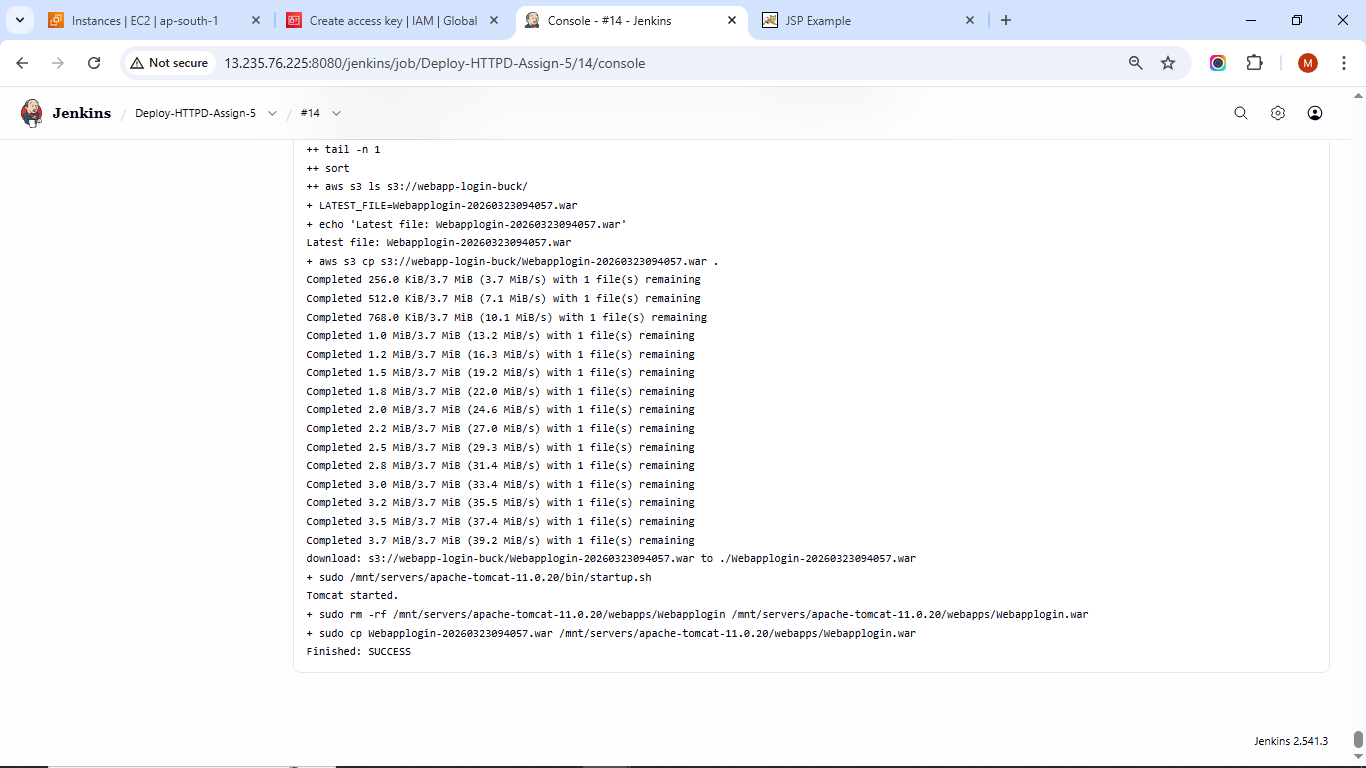 Instances | EC2 | ap-south-1
Create access key | IAM | Global
Console - #14 - Jenkins
JSP Example
Not secure
13.235.76.225:8080/jenkins/job/Deploy-HTTPD-Assign-5/14/console
M
Jenkins / Deploy-HTTPD-Assign-5 / #14
++ tail -n 1
++ sort
++ aws s3 ls s3://webapp-login-buck/
+ LATEST_FILE=Webapplogin-20260323094057.war
+ echo 'Latest file: Webapplogin-20260323094057.war'
Latest file: Webapplogin-20260323094057.war
+ aws s3 cp s3://webapp-login-buck/Webapplogin-20260323094057.war .
Completed 256.0 KiB/3.7 MiB (3.7 MiB/s) with 1 file(s) remaining
Completed 512.0 KiB/3.7 MiB (7.1 MiB/s) with 1 file(s) remaining
Completed 768.0 KiB/3.7 MiB (10.1 MiB/s) with 1 file(s) remaining
Completed 1.0 MiB/3.7 MiB (13.2 MiB/s) with 1 file(s) remaining
Completed 1.2 MiB/3.7 MiB (16.3 MiB/s) with 1 file(s) remaining
Completed 1.5 MiB/3.7 MiB (19.2 MiB/s) with 1 file(s) remaining
Completed 1.8 MiB/3.7 MiB (22.0 MiB/s) with 1 file(s) remaining
Completed 2.0 MiB/3.7 MiB (24.6 MiB/s) with 1 file(s) remaining
Completed 2.2 MiB/3.7 MiB (27.0 MiB/s) with 1 file(s) remaining
Completed 2.5 MiB/3.7 MiB (29.3 MiB/s) with 1 file(s) remaining
Completed 2.8 MiB/3.7 MiB (31.4 MiB/s) with 1 file(s) remaining
Completed 3.0 MiB/3.7 MiB (33.4 MiB/s) with 1 file(s) remaining
Completed 3.2 MiB/3.7 MiB (35.5 MiB/s) with 1 file(s) remaining
Completed 3.5 MiB/3.7 MiB (37.4 MiB/s) with 1 file(s) remaining
Completed 3.7 MiB/3.7 MiB (39.2 MiB/s) with 1 file(s) remaining
download: s3://webapp-login-buck/Webapplogin-20260323094057.war to ./Webapplogin-20260323094057.war
+ sudo /mnt/servers/apache-tomcat-11.0.20/bin/startup.sh
Tomcat started.
+ sudo rm -rf /mnt/servers/apache-tomcat-11.0.20/webapps/Webapplogin /mnt/servers/apache-tomcat-11.0.20/webapps/Webapplogin.war
+ sudo cp Webapplogin-20260323094057.war /mnt/servers/apache-tomcat-11.0.20/webapps/Webapplogin.war
Finished: SUCCESS
Jenkins 2.541.3